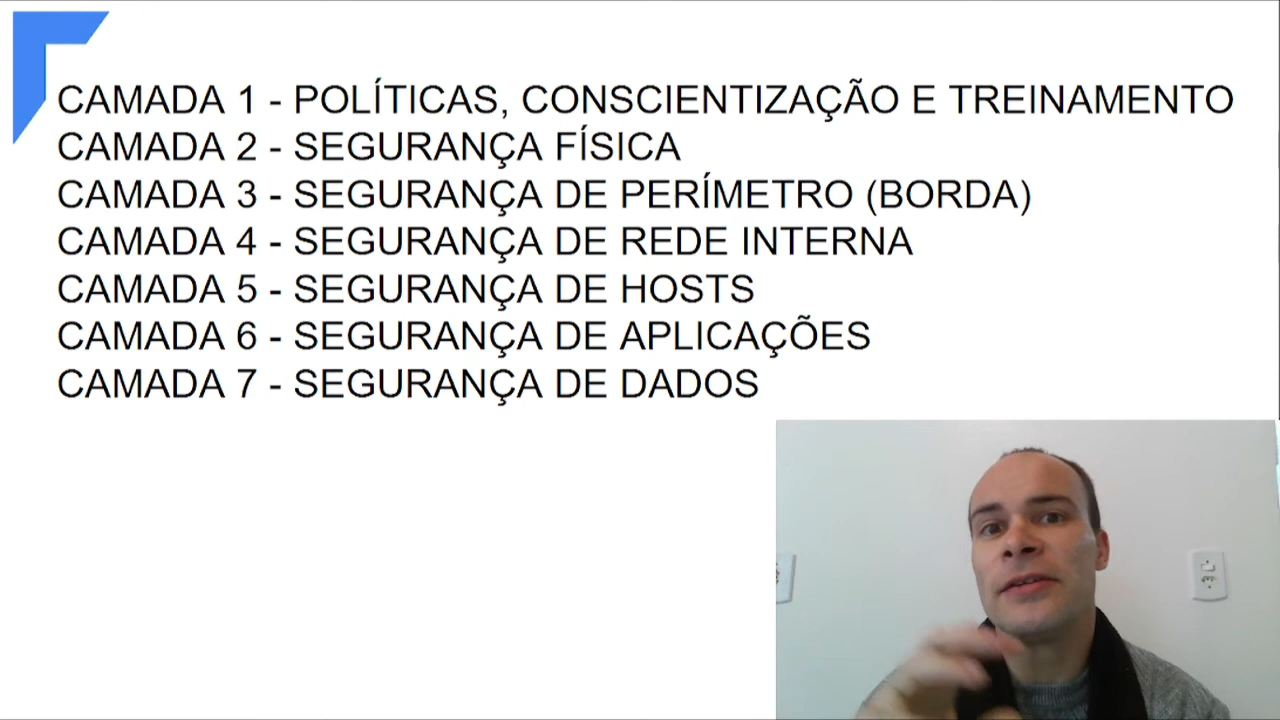 CAMADA 1 - POLÍTICAS, CONSCIENTIZAÇÃO E TREINAMENTO
CAMADA 2 - SEGURANÇA FÍSICA
CAMADA 3 - SEGURANÇA DE PERÍMETRO (BORDA)
CAMADA 4 - SEGURANÇA DE REDE INTERNA
CAMADA 5 - SEGURANÇA DE HOSTS
CAMADA 6 - SEGURANÇA DE APLICAÇÕES
CAMADA 7 - SEGURANÇA DE DADOS